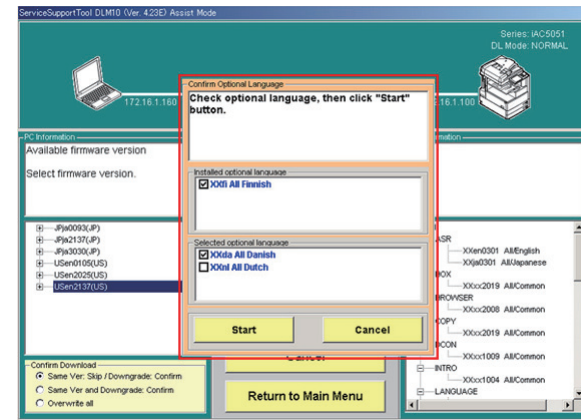 ServiceSupportTool DLM10 (Ver. 4.23E) Assist Mode
Series: iAC5051
DL Mode: NORMAL
172.16.1.160
.16.1.100
Confirm Optional Language
Check optional language, then click "Start"
button.
PC Information
Available firmware version
Select firmware version.
Installed optional language
XXfi All Finnish
Selected optional language
XXda All Danish
XXnl All Dutch
Start
Cancel
JPja0093(JP)
JPja2137(JP)
JPja3030(JP)
USen0105(US)
USen2025(US)
USen2137(US)
ASR
XXen0301 All/English
XXja0301 All/Japanese
BOX
XXxx2019 All/Common
BROWSER
XXxx2008 All/Common
COPY
XXxx2019 All/Common
DCON
XXxx1009 All/Common
INTRO
XXxx1004 All/Common
LANGUAGE
Confirm Download
Same Ver: Skip / Downgrade: Confirm
Same Ver and Downgrade: Confirm
Overwrite all
Return to Main Menu